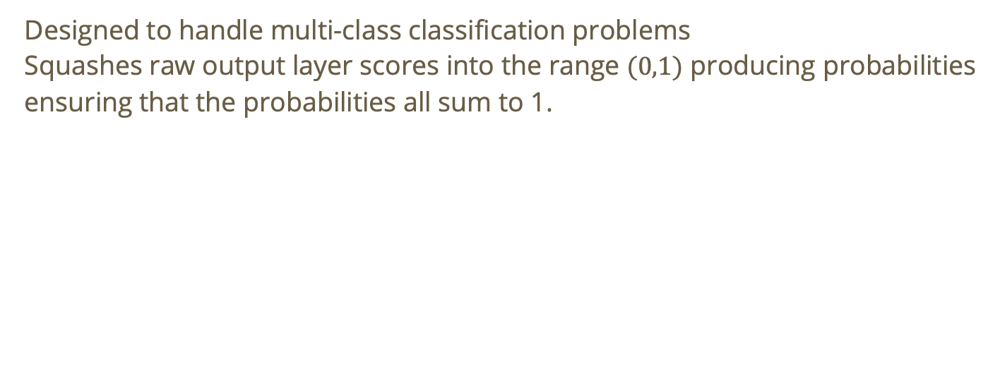 Designed to handle multi-class classification problems
Squashes raw output layer scores into the range (0,1) producing probabilities
ensuring that the probabilities all sum to 1.